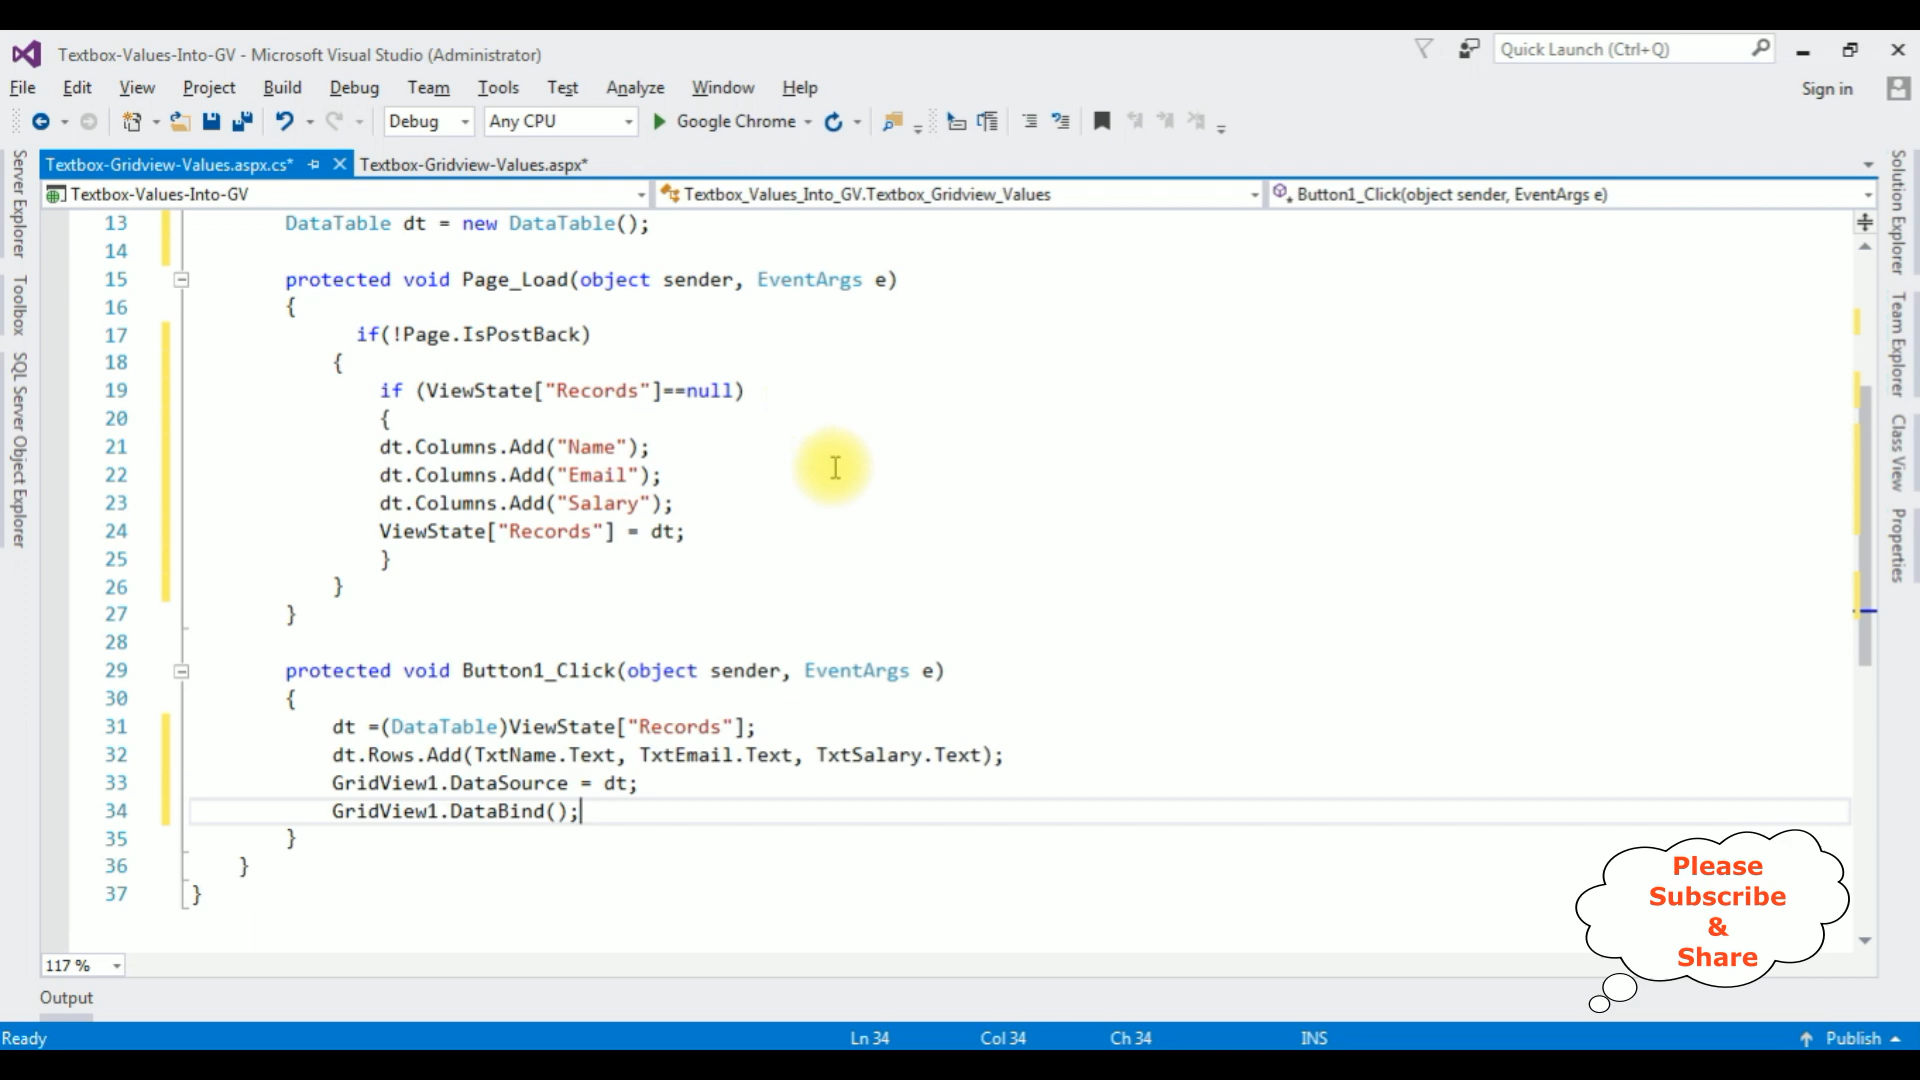 Textbox-Values-Into-GV - Microsoft Visual Studio (Administrator)
Quick Launch (Ctrl+Q)
File Edit View Project Build Debug Team Tools Test Analyze Window Help
Sign in
Debug Any CPU Google Chrome
Textbox-Gridview-Values.aspx.cs* Textbox-Gridview-Values.aspx*
Textbox-Values-Into-GV Textbox_Values_Into_GV.Textbox_Gridview_Values Button1_Click(object sender, EventArgs e)
Server Explorer
Toolbox
SQL Server Object Explorer
13 DataTable dt = new DataTable();
14
15 protected void Page_Load(object sender, EventArgs e)
16 {
17 if(!Page.IsPostBack)
18 {
19 if (ViewState["Records"]==null)
20 {
21 dt.Columns.Add("Name");
22 dt.Columns.Add("Email");
23 dt.Columns.Add("Salary");
24 ViewState["Records"] = dt;
25 }
26 }
27 }
28
29 protected void Button1_Click(object sender, EventArgs e)
30 {
31 dt =(DataTable)ViewState["Records"];
32 dt.Rows.Add(TxtName.Text, TxtEmail.Text, TxtSalary.Text);
33 GridView1.DataSource = dt;
34 GridView1.DataBind();
35 }
36 }
37 }
Solution Explorer
Team Explorer
Class View
Properties
Please
Subscribe
&
Share
117 %
Output
Ready Ln 34 Col 34 Ch 34 INS Publish